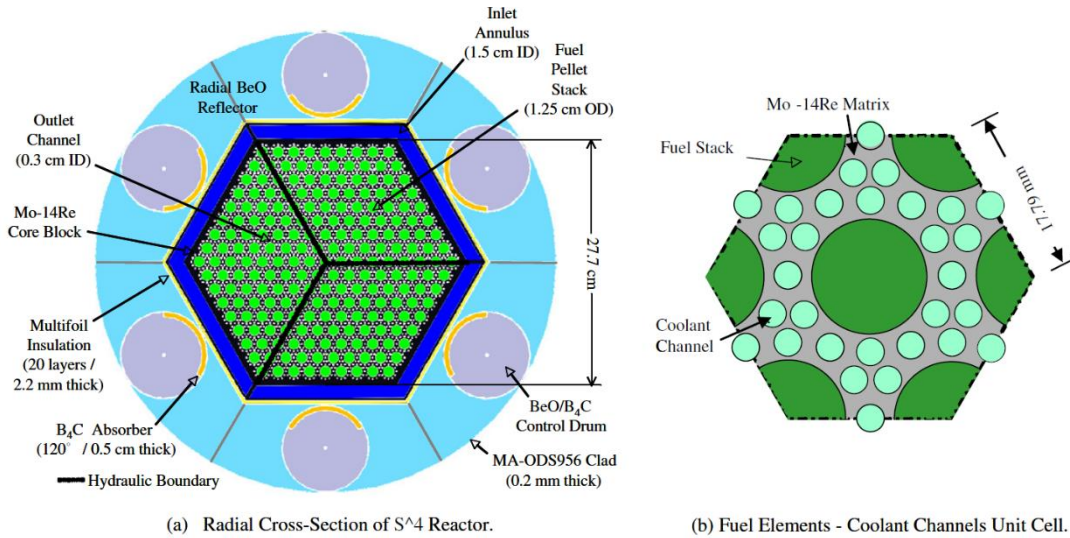 Inlet
Annulus
(1.5 cm ID)
Fuel
Pellet
Stack
(1.25 cm OD)
Radial BeO
Reflector
Outlet
Channel
(0.3 cm ID)
Mo-14Re
Core Block
27.7 cm
Multifoil
Insulation
(20 layers /
2.2 mm thick)
B₄C Absorber
(120° / 0.5 cm thick)
Hydraulic Boundary
BeO/B₄C
Control Drum
MA-ODS956 Clad
(0.2 mm thick)
(a) Radial Cross-Section of S^4 Reactor.
Mo -14Re Matrix
Fuel Stack
17.79 mm
Coolant
Channel
(b) Fuel Elements - Coolant Channels Unit Cell.